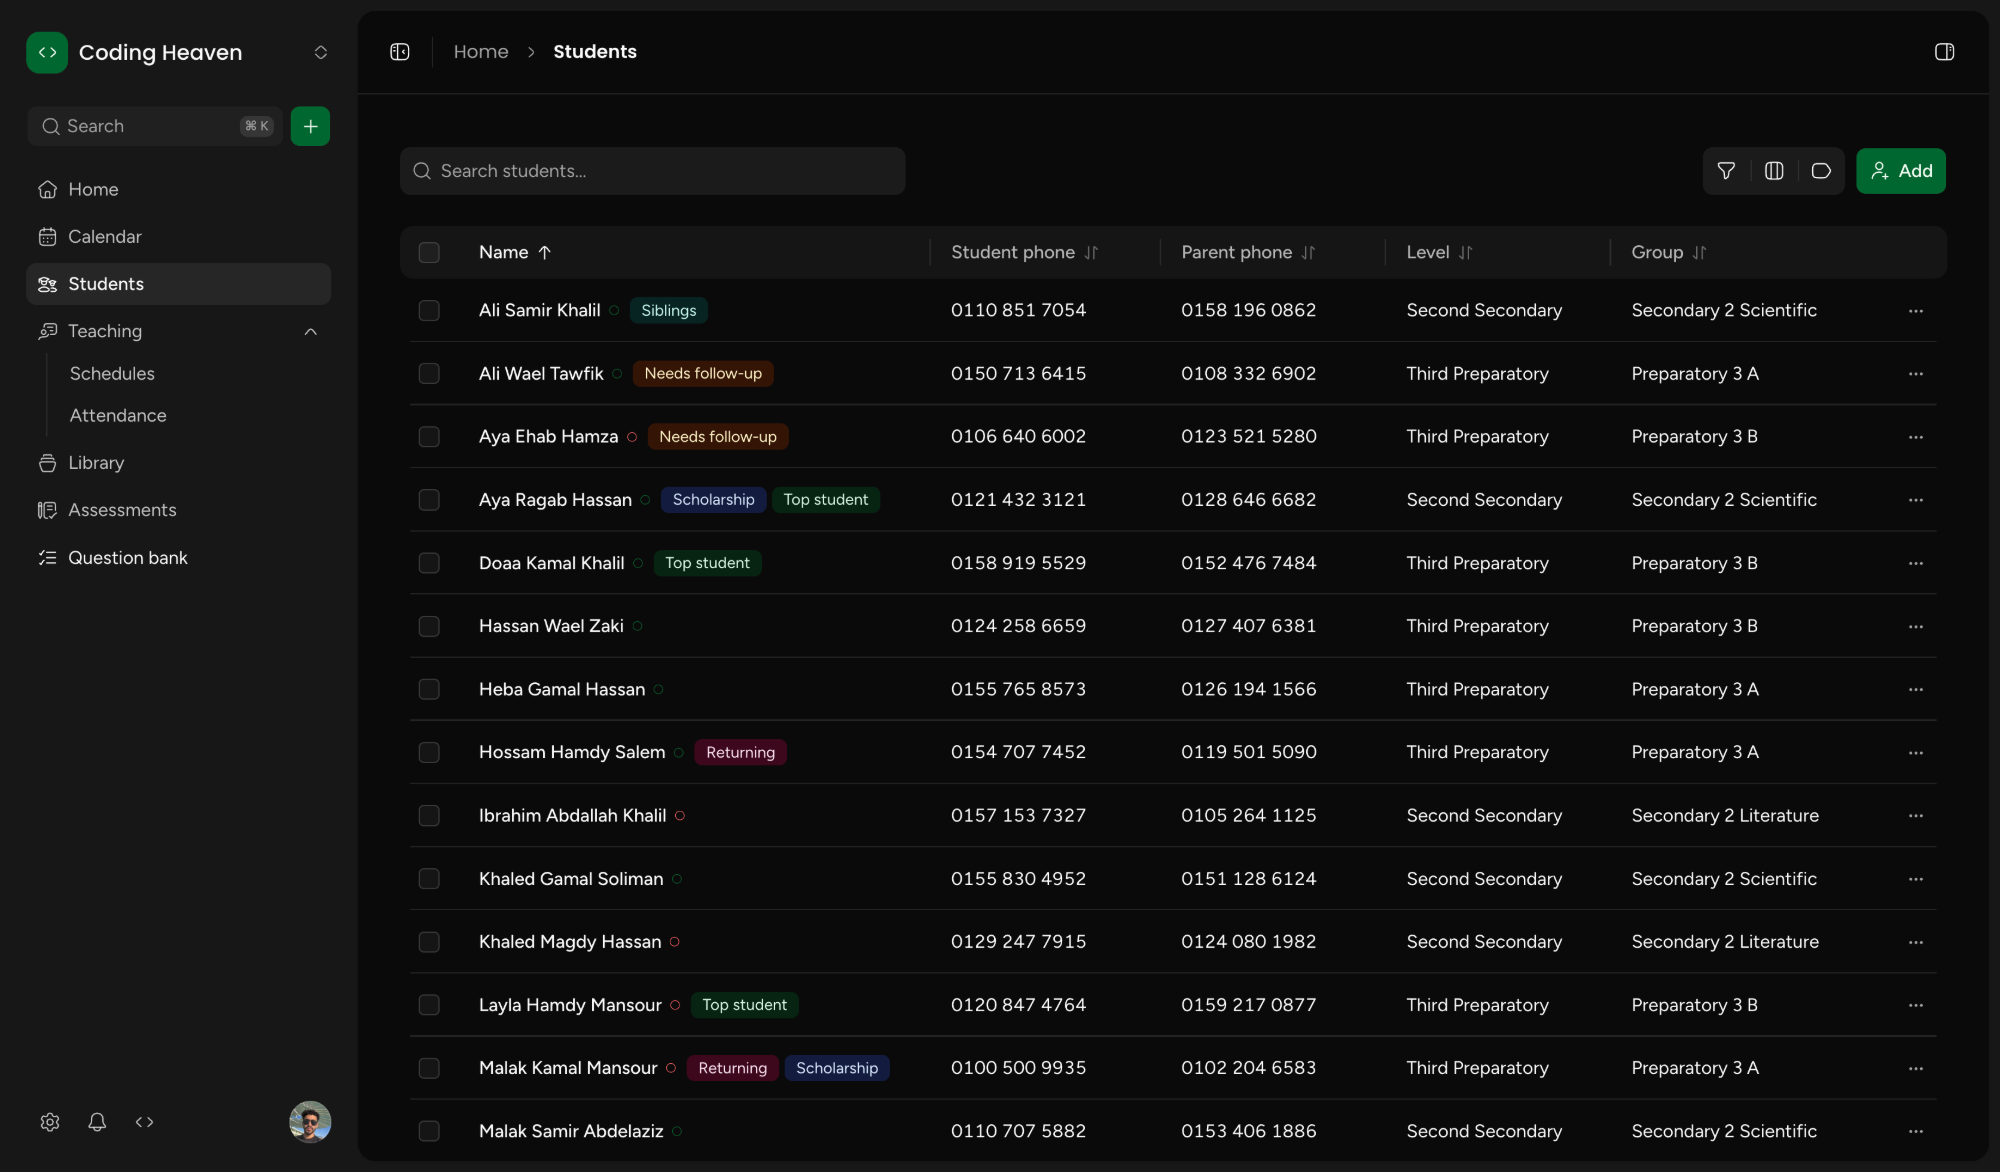 Coding Heaven
Search ⌘ K
Home
Calendar
Students
Teaching
Schedules
Attendance
Library
Assessments
Question bank
Home > Students
Search students...
Add
Name Student phone Parent phone Level Group
Ali Samir Khalil Siblings 0110 851 7054 0158 196 0862 Second Secondary Secondary 2 Scientific
Ali Wael Tawfik Needs follow-up 0150 713 6415 0108 332 6902 Third Preparatory Preparatory 3 A
Aya Ehab Hamza Needs follow-up 0106 640 6002 0123 521 5280 Third Preparatory Preparatory 3 B
Aya Ragab Hassan Scholarship Top student 0121 432 3121 0128 646 6682 Second Secondary Secondary 2 Scientific
Doaa Kamal Khalil Top student 0158 919 5529 0152 476 7484 Third Preparatory Preparatory 3 B
Hassan Wael Zaki 0124 258 6659 0127 407 6381 Third Preparatory Preparatory 3 B
Heba Gamal Hassan 0155 765 8573 0126 194 1566 Third Preparatory Preparatory 3 A
Hossam Hamdy Salem Returning 0154 707 7452 0119 501 5090 Third Preparatory Preparatory 3 A
Ibrahim Abdallah Khalil 0157 153 7327 0105 264 1125 Second Secondary Secondary 2 Literature
Khaled Gamal Soliman 0155 830 4952 0151 128 6124 Second Secondary Secondary 2 Scientific
Khaled Magdy Hassan 0129 247 7915 0124 080 1982 Second Secondary Secondary 2 Literature
Layla Hamdy Mansour Top student 0120 847 4764 0159 217 0877 Third Preparatory Preparatory 3 B
Malak Kamal Mansour Returning Scholarship 0100 500 9935 0102 204 6583 Third Preparatory Preparatory 3 A
Malak Samir Abdelaziz 0110 707 5882 0153 406 1886 Second Secondary Secondary 2 Scientific